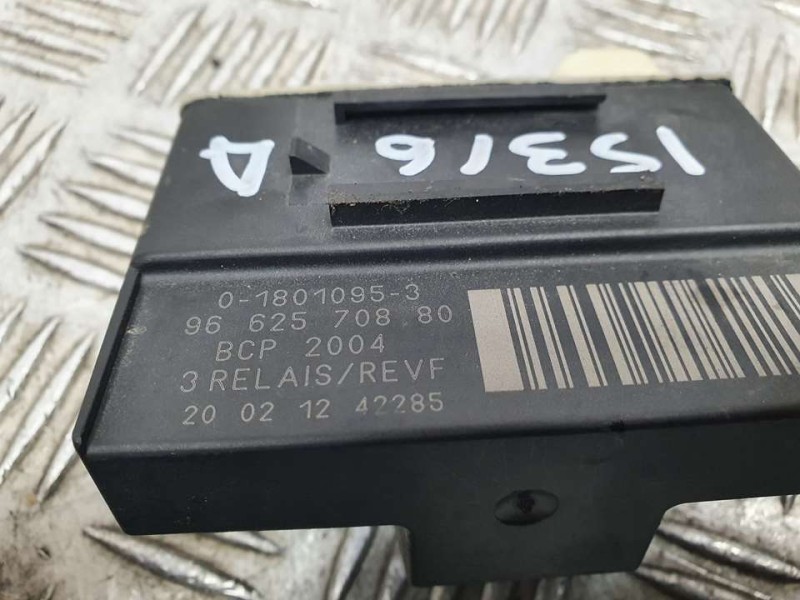 15316 A
0-1801095-3
96 625 708 80
BCP 2004
3 RELAIS/REVF
20 02 12 42285